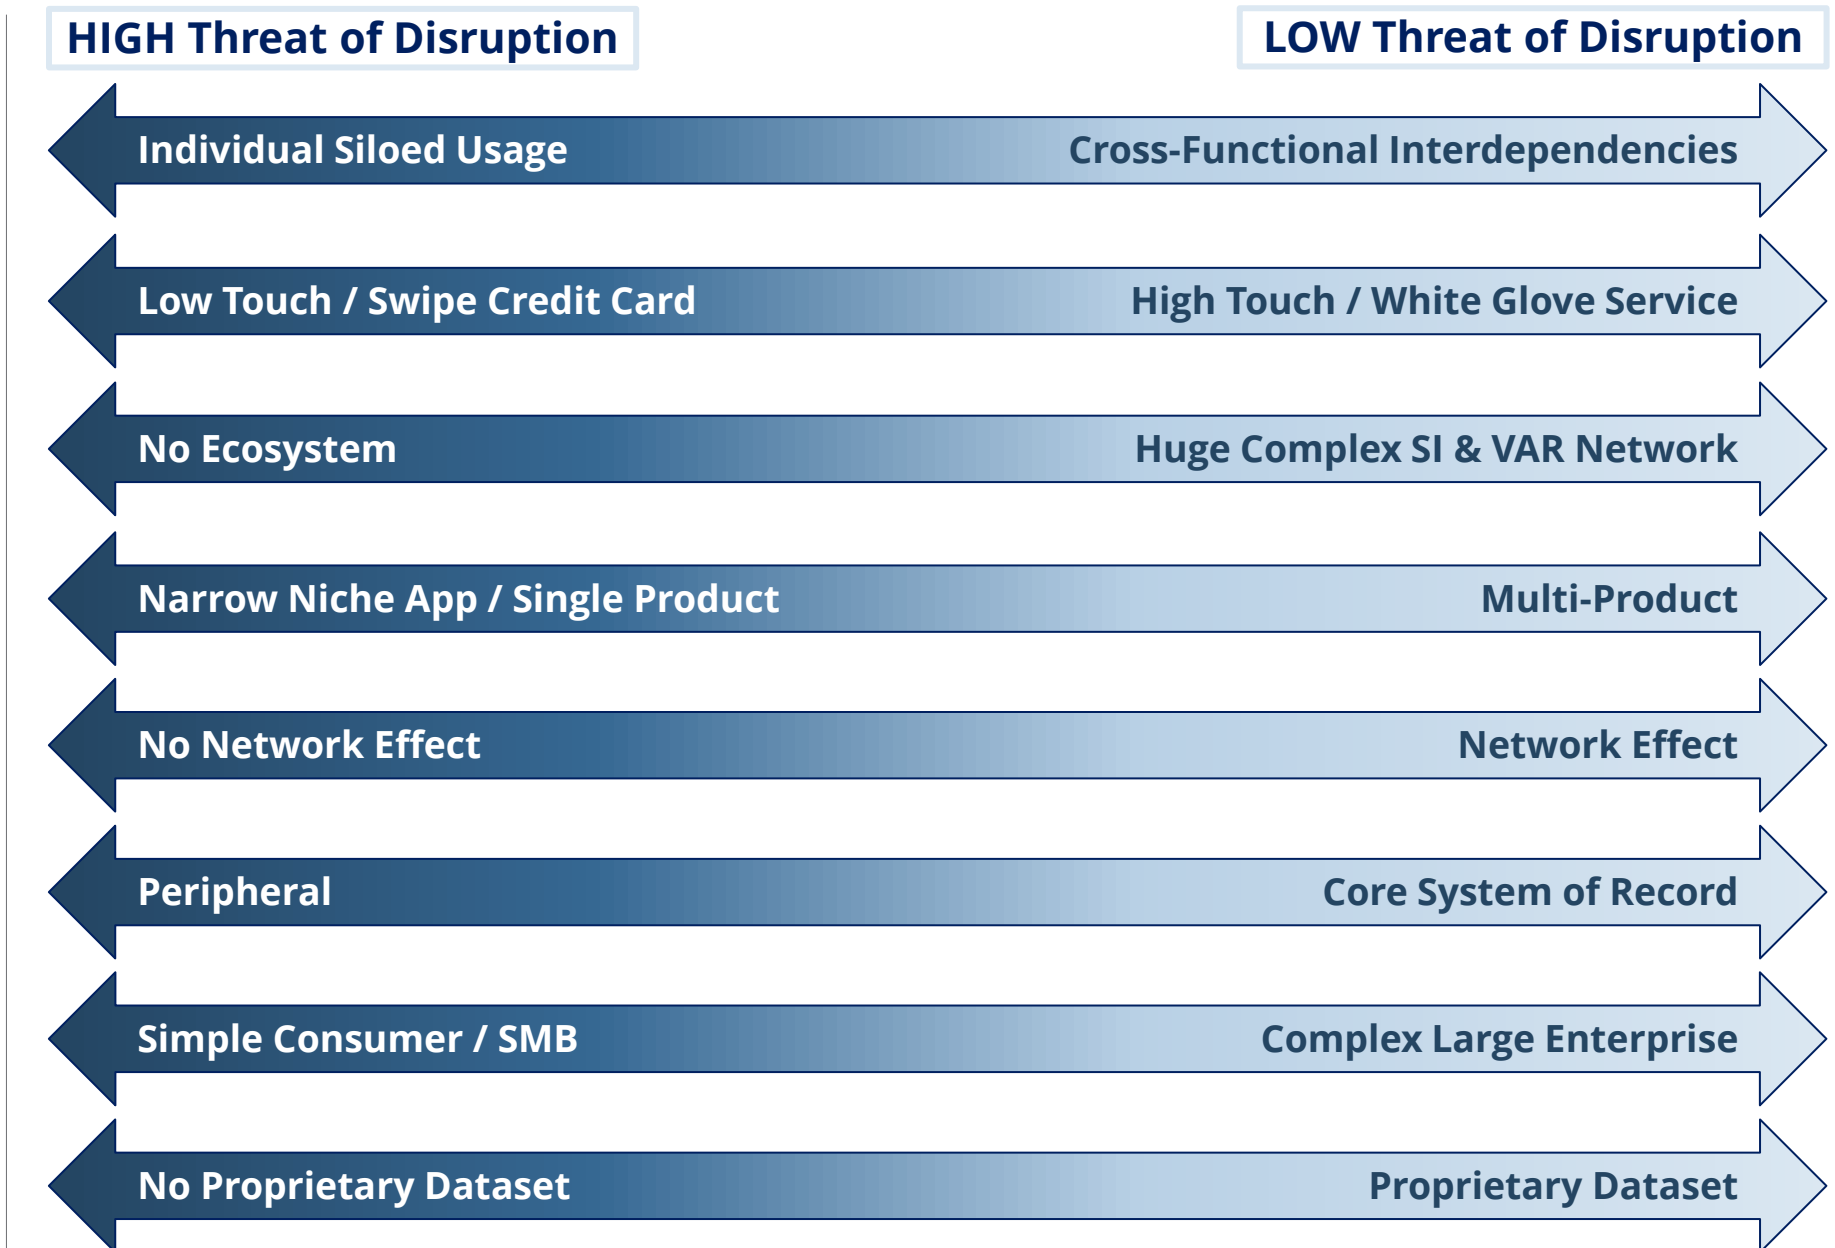 HIGH Threat of Disruption
LOW Threat of Disruption
Individual Siloed Usage
Cross-Functional Interdependencies
Low Touch / Swipe Credit Card
High Touch / White Glove Service
No Ecosystem
Huge Complex SI & VAR Network
Narrow Niche App / Single Product
Multi-Product
No Network Effect
Network Effect
Peripheral
Core System of Record
Simple Consumer / SMB
Complex Large Enterprise
No Proprietary Dataset
Proprietary Dataset